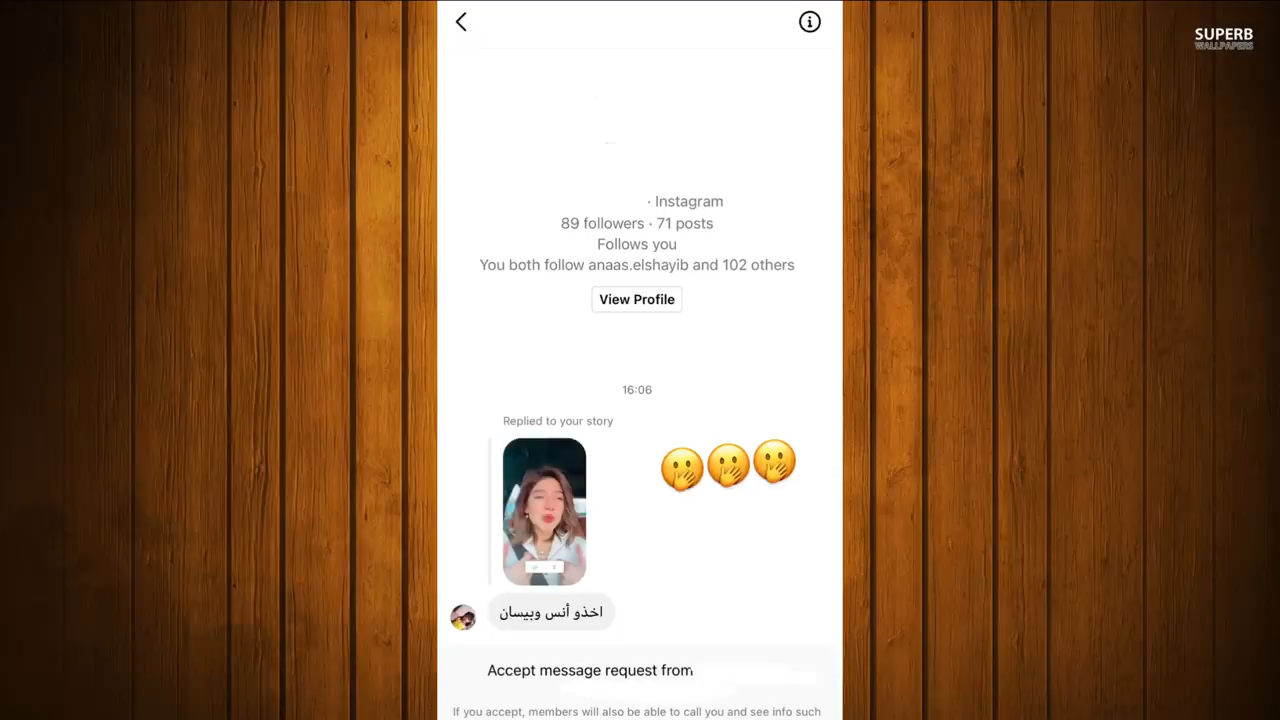 SUPERB
WALLPAPERS
· Instagram
89 followers · 71 posts
Follows you
You both follow anaas.elshayib and 102 others
View Profile
16:06
Replied to your story
اخذو أنس وبيسان
Accept message request from
If you accept, members will also be able to call you and see info such